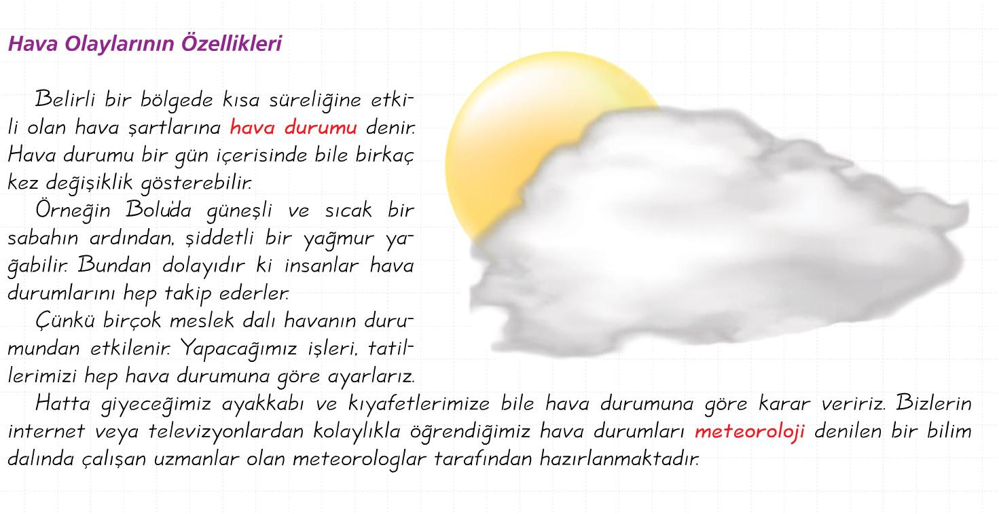 Hava Olaylarının Özellikleri
Belirli bir bölgede kısa süreliğine etki-
li olan hava şartlarına hava durumu denir.
Hava durumu bir gün içerisinde bile birkaç
kez değişiklik gösterebilir.
Örneğin Bolu'da güneşli ve sıcak bir
sabahın ardından, şiddetli bir yağmur ya-
ğabilir. Bundan dolayıdır ki insanlar hava
durumlarını hep takip ederler.
Çünkü birçok meslek dalı havanın duru-
mundan etkilenir. Yapacağımız işleri, tatil-
lerimizi hep hava durumuna göre ayarlarız.
Hatta giyeceğimiz ayakkabı ve kıyafetlerimize bile hava durumuna göre karar veririz. Bizlerin
internet veya televizyonlardan kolaylıkla öğrendiğimiz hava durumları meteoroloji denilen bir bilim
dalında çalışan uzmanlar olan meteorologlar tarafından hazırlanmaktadır.